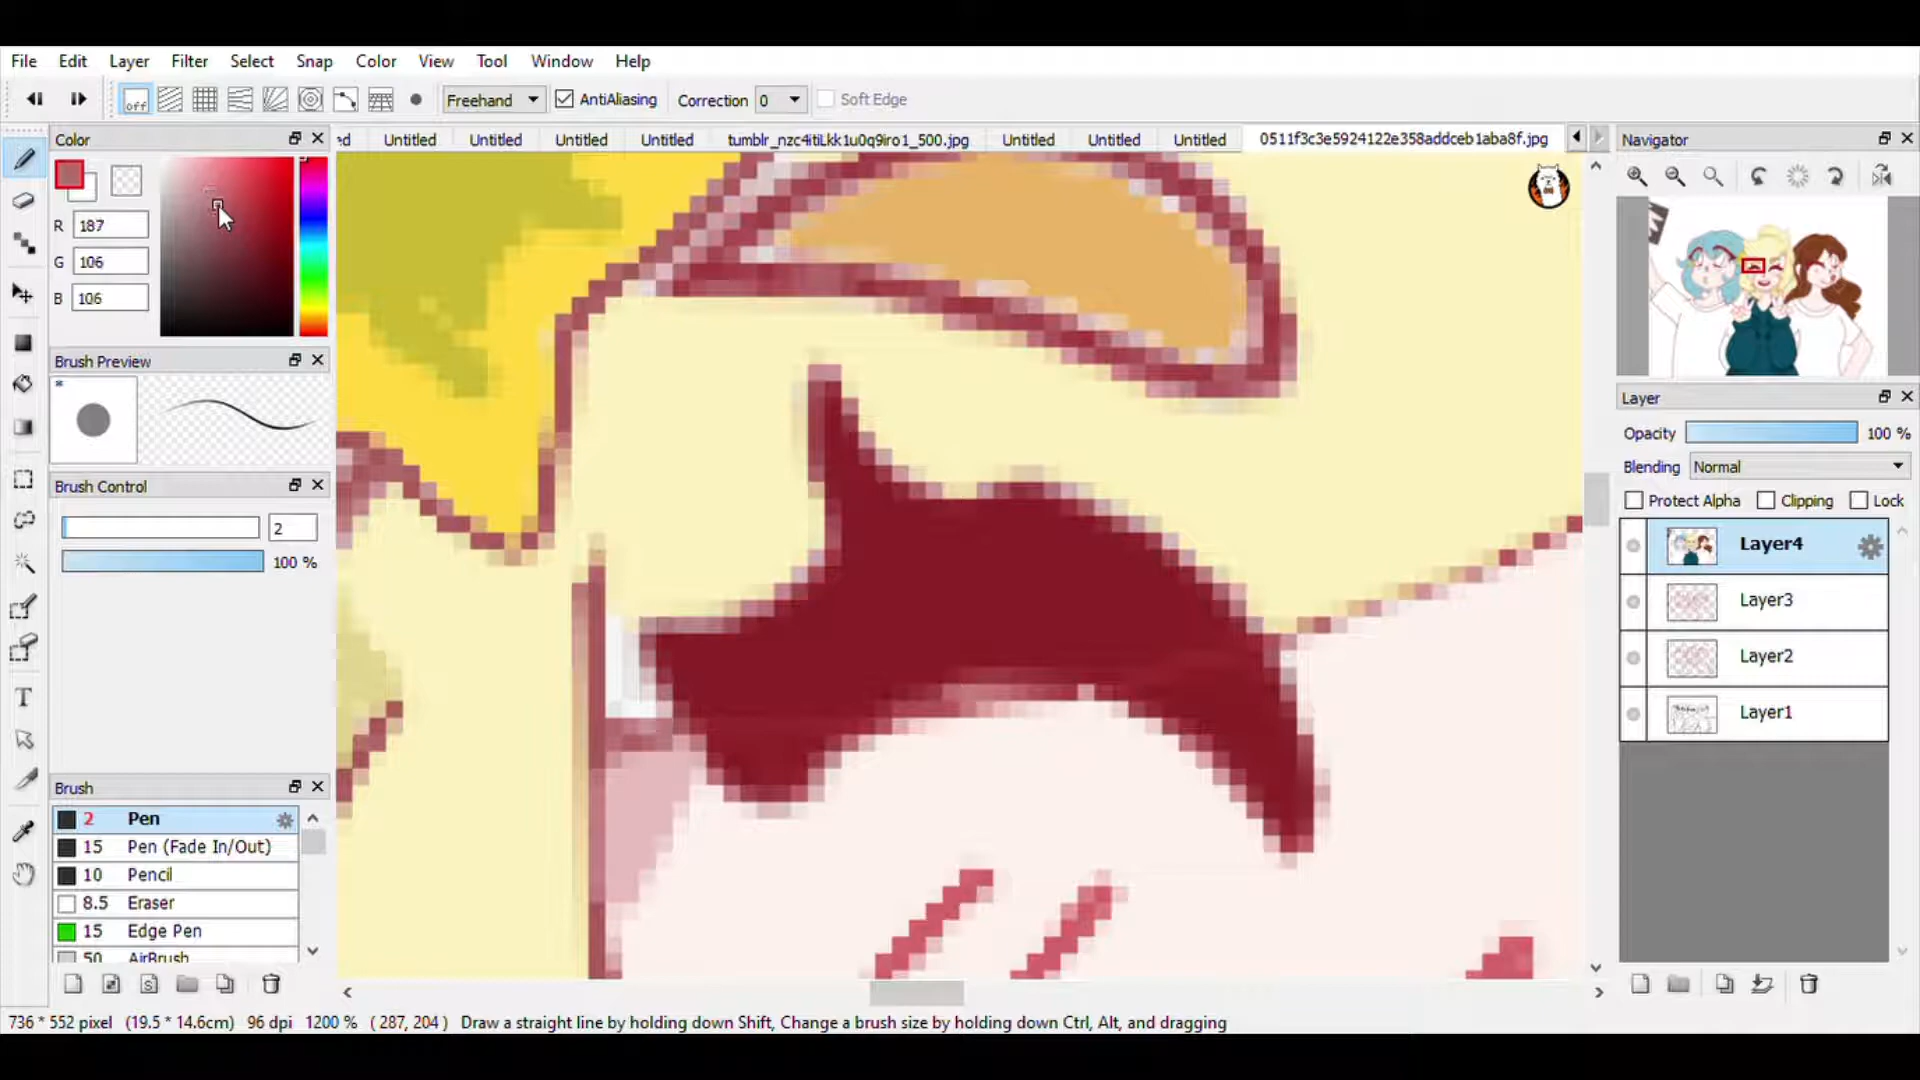 File Edit Layer Filter Select Snap Color View Tool Window Help
off Freehand AntiAliasing Correction 0 Soft Edge
Color
ed Untitled Untitled Untitled Untitled tumblr_nzc4itiLkk1u0q9iro1_500.jpg Untitled Untitled Untitled 0511f3c3e5924122e358addceb1aba8f.jpg
Navigator
R 187
G 106
B 106
Brush Preview
*
Layer
Opacity 100 %
Blending Normal
Brush Control
Protect Alpha Clipping Lock
2
100 %
Layer4
Layer3
Layer2
Layer1
Brush
2 Pen
15 Pen (Fade In/Out)
10 Pencil
8.5 Eraser
15 Edge Pen
50 AirBrush
736 * 552 pixel (19.5 * 14.6cm) 96 dpi 1200 % ( 287, 204 ) Draw a straight line by holding down Shift, Change a brush size by holding down Ctrl, Alt, and dragging